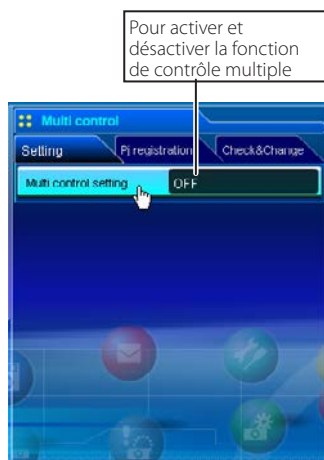 Pour activer et
désactiver la fonction
de contrôle multiple
Multi control
Setting Pj registration Check&Change
Multi control setting OFF